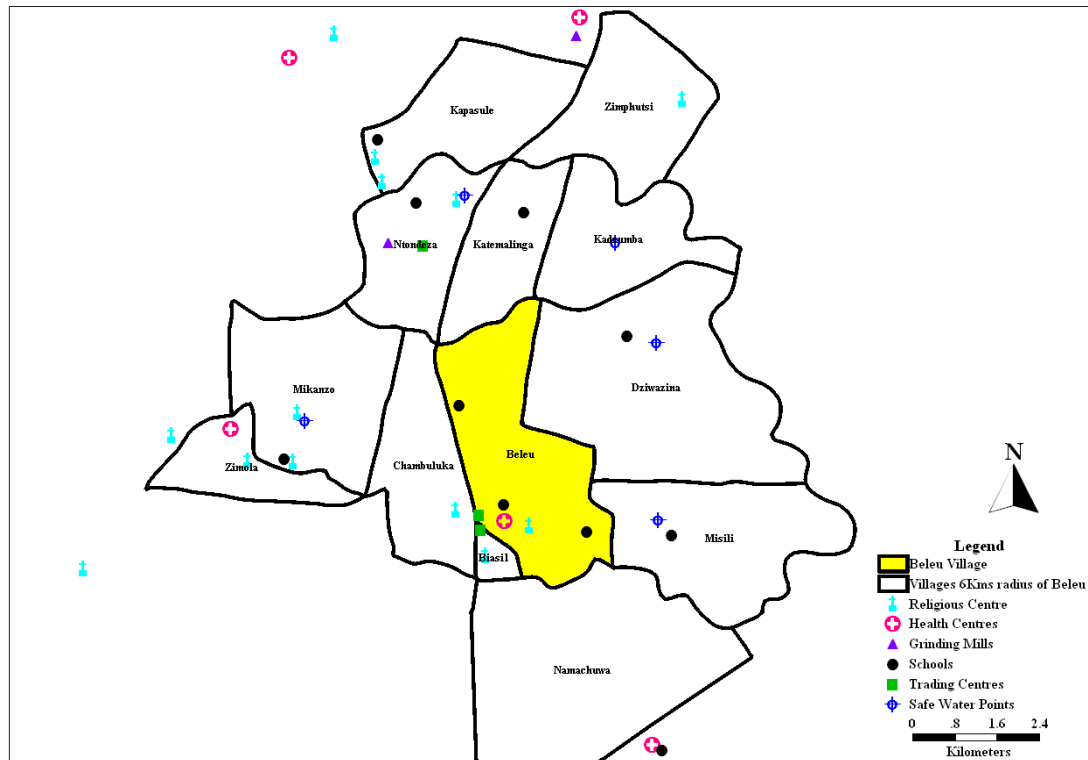 Zimphutsi
Kapasule
Ntondeza
Katemalinga
Kadzumba
Mikanzo
Dziwazina
Beleu
Zimola
Chambuluka
Misili
Biasil
Namachuwa
N
Legend
Beleu Village
Villages 6Kms radius of Beleu
Religious Centre
Health Centres
Grinding Mills
Schools
Trading Centres
Safe Water Points
0 .8 1.6 2.4
Kilometers